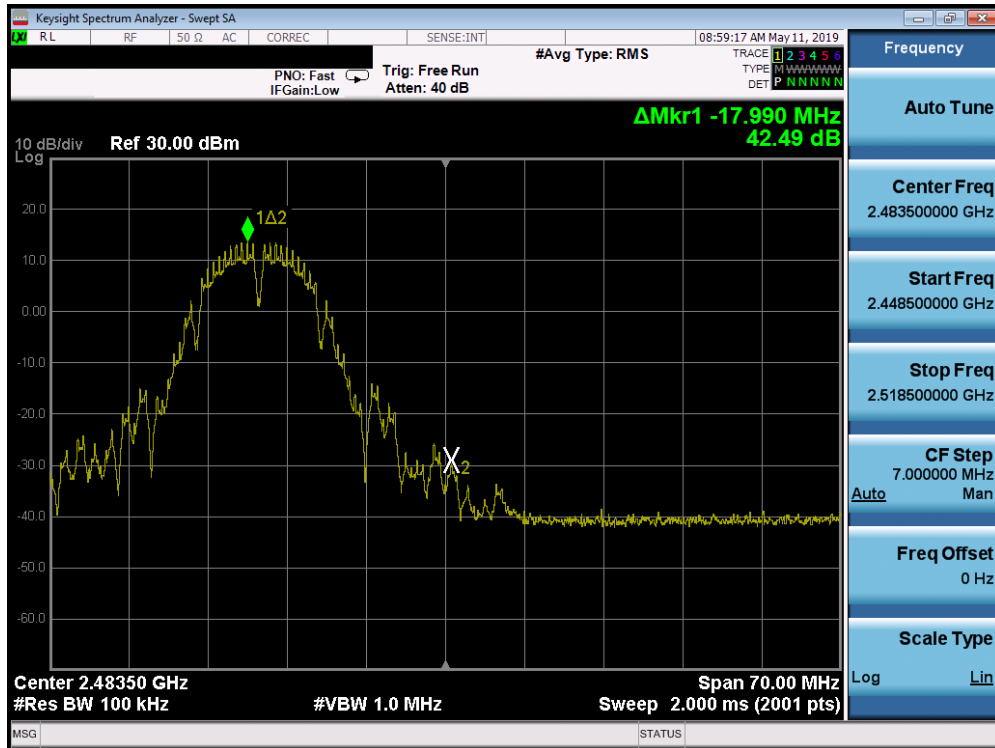 Keysight Spectrum Analyzer - Swept SA
LXI RL RF 50 Ω AC CORREC SENSE:INT 08:59:17 AM May 11, 2019
PNO: Fast
IFGain:Low
Trig: Free Run
Atten: 40 dB
#Avg Type: RMS
TRACE 1 2 3 4 5 6
TYPE M WWWWW
DET P N N N N N
ΔMkr1 -17.990 MHz
42.49 dB
10 dB/div
Log
Ref 30.00 dBm
1Δ2
20.0
10.0
0.00
-10.0
-20.0
-30.0
-40.0
-50.0
-60.0
X2
Center 2.48350 GHz
#Res BW 100 kHz
#VBW 1.0 MHz
Span 70.00 MHz
Sweep 2.000 ms (2001 pts)
MSG
STATUS
Frequency
Auto Tune
Center Freq
2.483500000 GHz
Start Freq
2.448500000 GHz
Stop Freq
2.518500000 GHz
CF Step
7.000000 MHz
Auto Man
Freq Offset
0 Hz
Scale Type
Log Lin